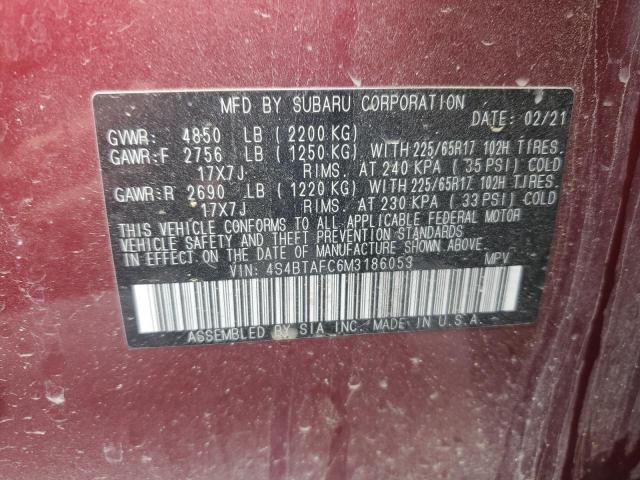 MFD BY SUBARU CORPORATION
DATE: 02/21
GVWR: 4850 LB (2200 KG)
GAWR:F 2756 LB (1250 KG) WITH 225/65R17 102H TIRES.
17X7J RIMS. AT 240 KPA (35 PSI) COLD
GAWR:R 2690 LB (1220 KG) WITH 225/65R17 102H TIRES.
17X7J RIMS. AT 230 KPA (33 PSI) COLD
THIS VEHICLE CONFORMS TO ALL APPLICABLE FEDERAL MOTOR
VEHICLE SAFETY AND THEFT PREVENTION STANDARDS
IN EFFECT ON THE DATE OF MANUFACTURE SHOWN ABOVE.
VIN: 4S4BTAFC6M3186053 MPV
ASSEMBLED BY SIA INC. MADE IN U.S.A.